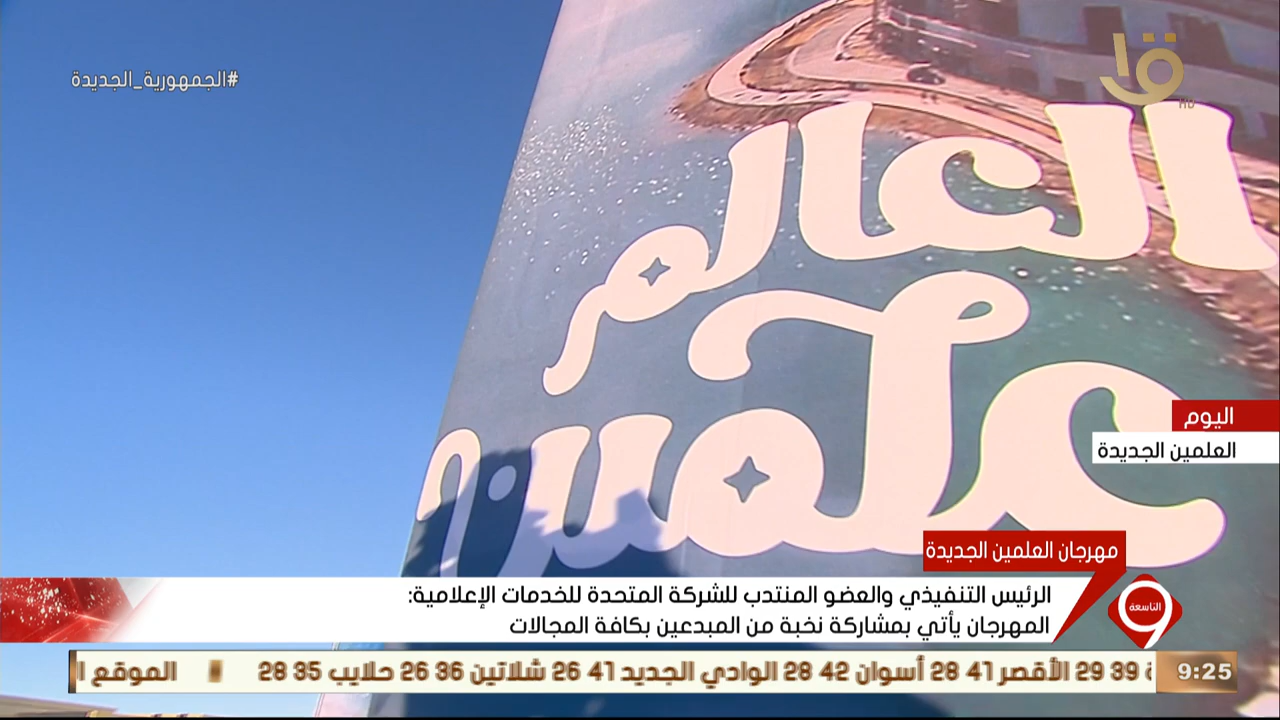 #الجمهورية_الجديدة
HD
العالم
علمين
اليوم
العلمين الجديدة
مهرجان العلمين الجديدة
الرئيس التنفيذي والعضو المنتدب للشركة المتحدة للخدمات الإعلامية:
المهرجان يأتي بمشاركة نخبة من المبدعين بكافة المجالات
التاسعة
9
39 29 الأقصر 41 28 أسوان 42 28 الوادي الجديد 41 26 شلاتين 36 26 حلايب 35 28 الموقع
9:25